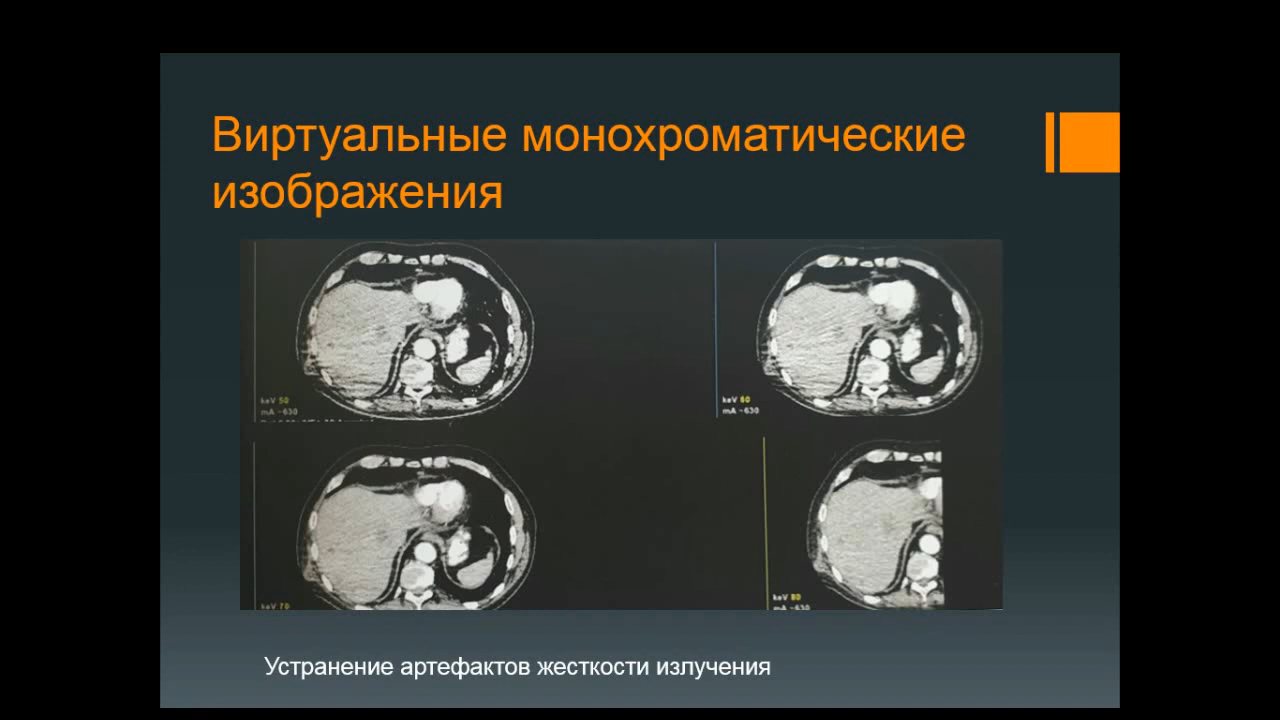 Виртуальные монохроматические
изображения
keV 50
mA ~630
keV 60
mA ~630
keV 70
keV 80
mA ~630
Устранение артефактов жесткости излучения